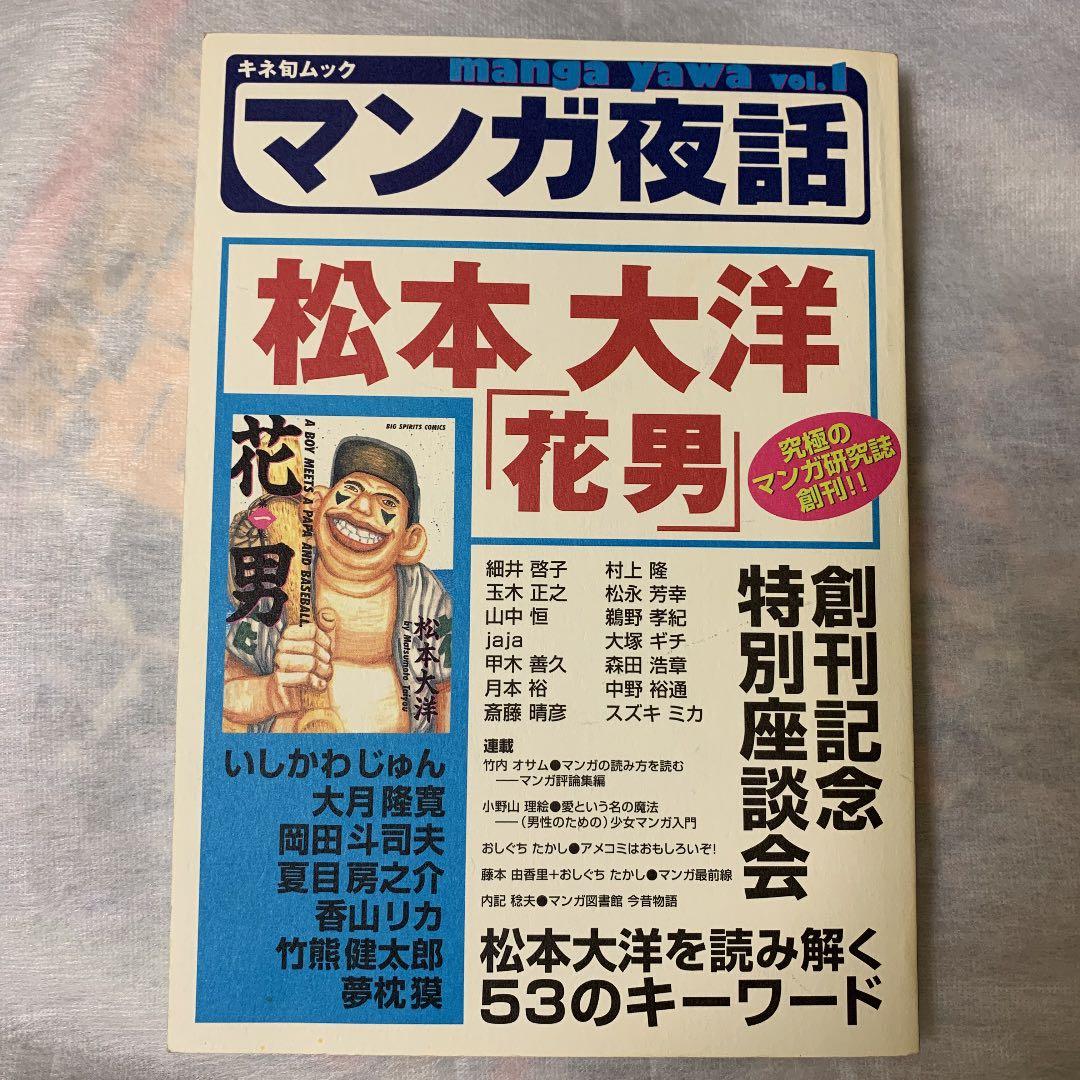 キネ旬ムック
manga yawa vol.1
マンガ夜話
松本 大洋
「花男」
究極の
マンガ研究誌
創刊!!
BIG SPIRITS COMICS
花男
一
A BOY MEETS A PAPA AND BASEBALL
松本大洋
by Matsumoto Taiyou
細井 啓子
玉木 正之
山中 恒
jaja
甲木 善久
月本 裕
斎藤 晴彦
村上 隆
松永 芳幸
鵜野 孝紀
大塚 ギチ
森田 浩章
中野 裕通
スズキ ミカ
創刊記念
特別座談会
連載
竹内 オサム●マンガの読み方を読む
──マンガ評論集編
小野山 理絵●愛という名の魔法
──(男性のための)少女マンガ入門
おしぐち たかし●アメコミはおもしろいぞ!
藤本 由香里+おしぐち たかし●マンガ最前線
内記 稔夫●マンガ図書館 今昔物語
いしかわ じゅん
大月 隆寛
岡田 斗司夫
夏目 房之介
香山 リカ
竹熊 健太郎
夢枕 獏
松本大洋を読み解く
53のキーワード